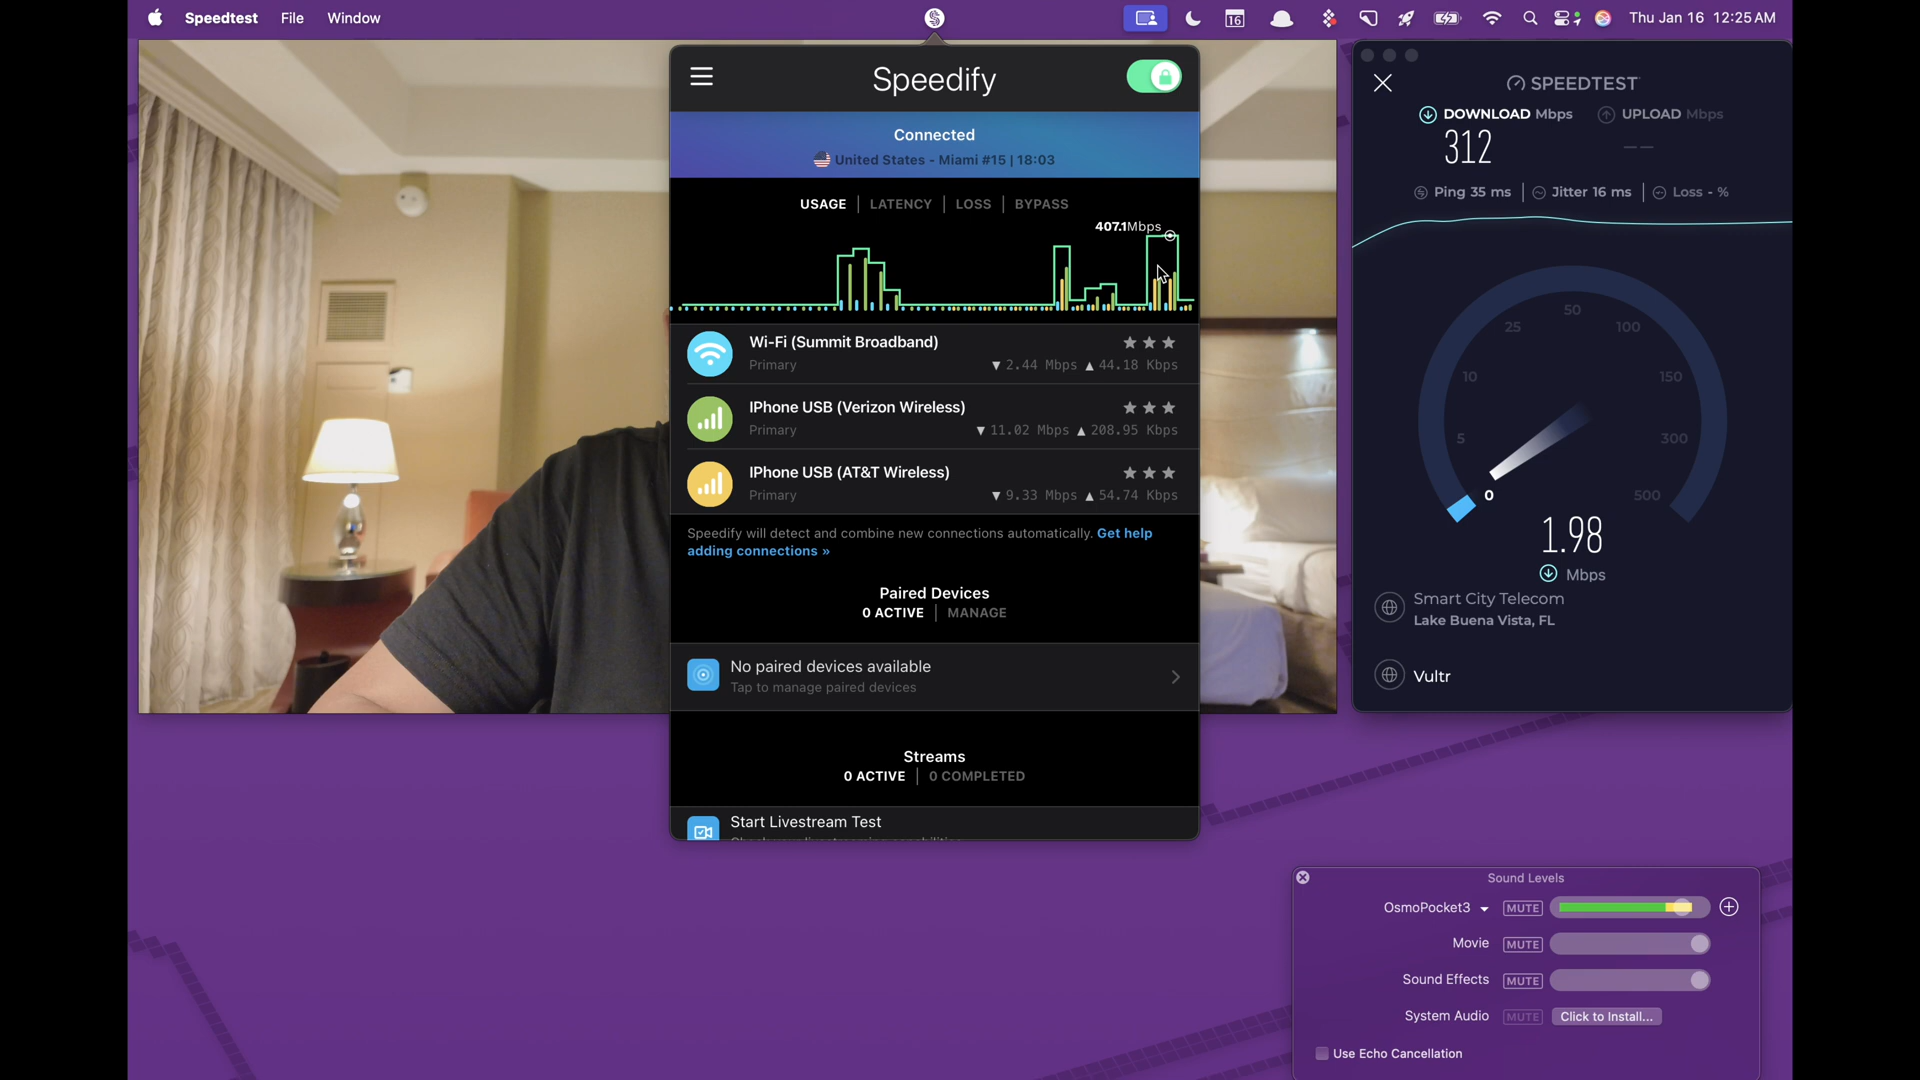 Speedtest File Window
16
Thu Jan 16 12:25 AM
Speedify
Connected
United States - Miami #15 | 18:03
USAGE | LATENCY | LOSS | BYPASS
407.1Mbps
Wi-Fi (Summit Broadband)
Primary
▼ 2.44 Mbps ▲ 44.18 Kbps
IPhone USB (Verizon Wireless)
Primary
▼ 11.02 Mbps ▲ 208.95 Kbps
IPhone USB (AT&T Wireless)
Primary
▼ 9.33 Mbps ▲ 54.74 Kbps
Speedify will detect and combine new connections automatically. Get help
adding connections »
Paired Devices
0 ACTIVE | MANAGE
No paired devices available
Tap to manage paired devices
Streams
0 ACTIVE | 0 COMPLETED
Start Livestream Test
SPEEDTEST
DOWNLOAD Mbps
312
UPLOAD Mbps
——
Ping 35 ms | Jitter 16 ms | Loss - %
0
5
10
25
50
100
150
300
500
1.98
Mbps
Smart City Telecom
Lake Buena Vista, FL
Vultr
Sound Levels
OsmoPocket3 MUTE
Movie MUTE
Sound Effects MUTE
System Audio MUTE Click to Install...
Use Echo Cancellation